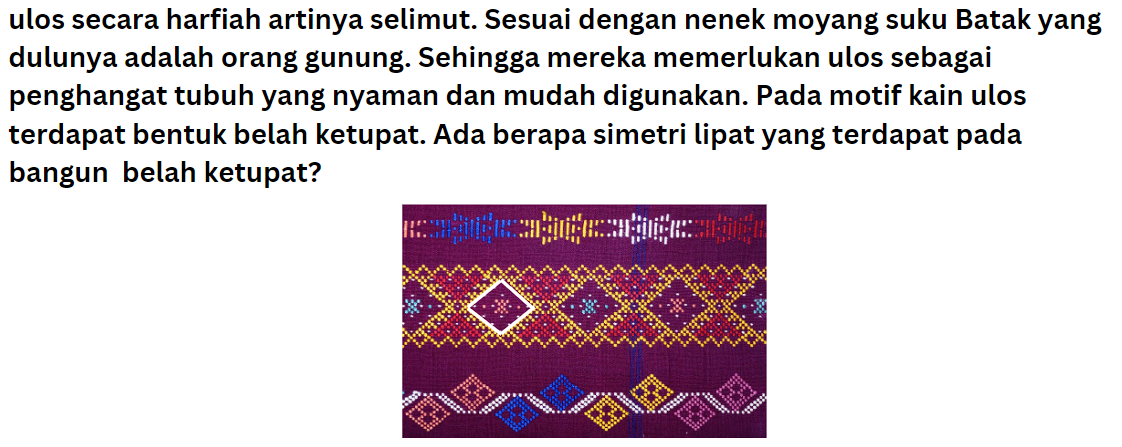 ulos secara harfiah artinya selimut. Sesuai dengan nenek moyang suku Batak yang
dulunya adalah orang gunung. Sehingga mereka memerlukan ulos sebagai
penghangat tubuh yang nyaman dan mudah digunakan. Pada motif kain ulos
terdapat bentuk belah ketupat. Ada berapa simetri lipat yang terdapat pada
bangun belah ketupat?